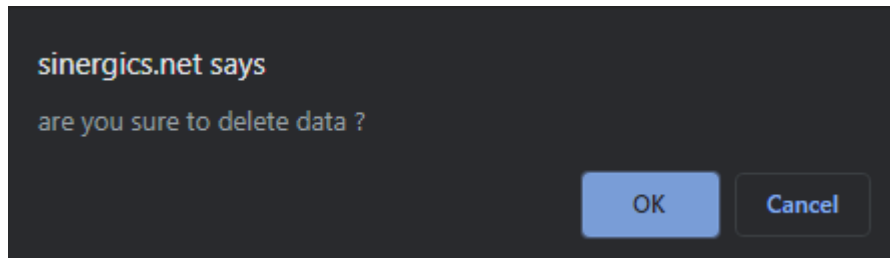 sinergics.net says
are you sure to delete data ?
OK Cancel